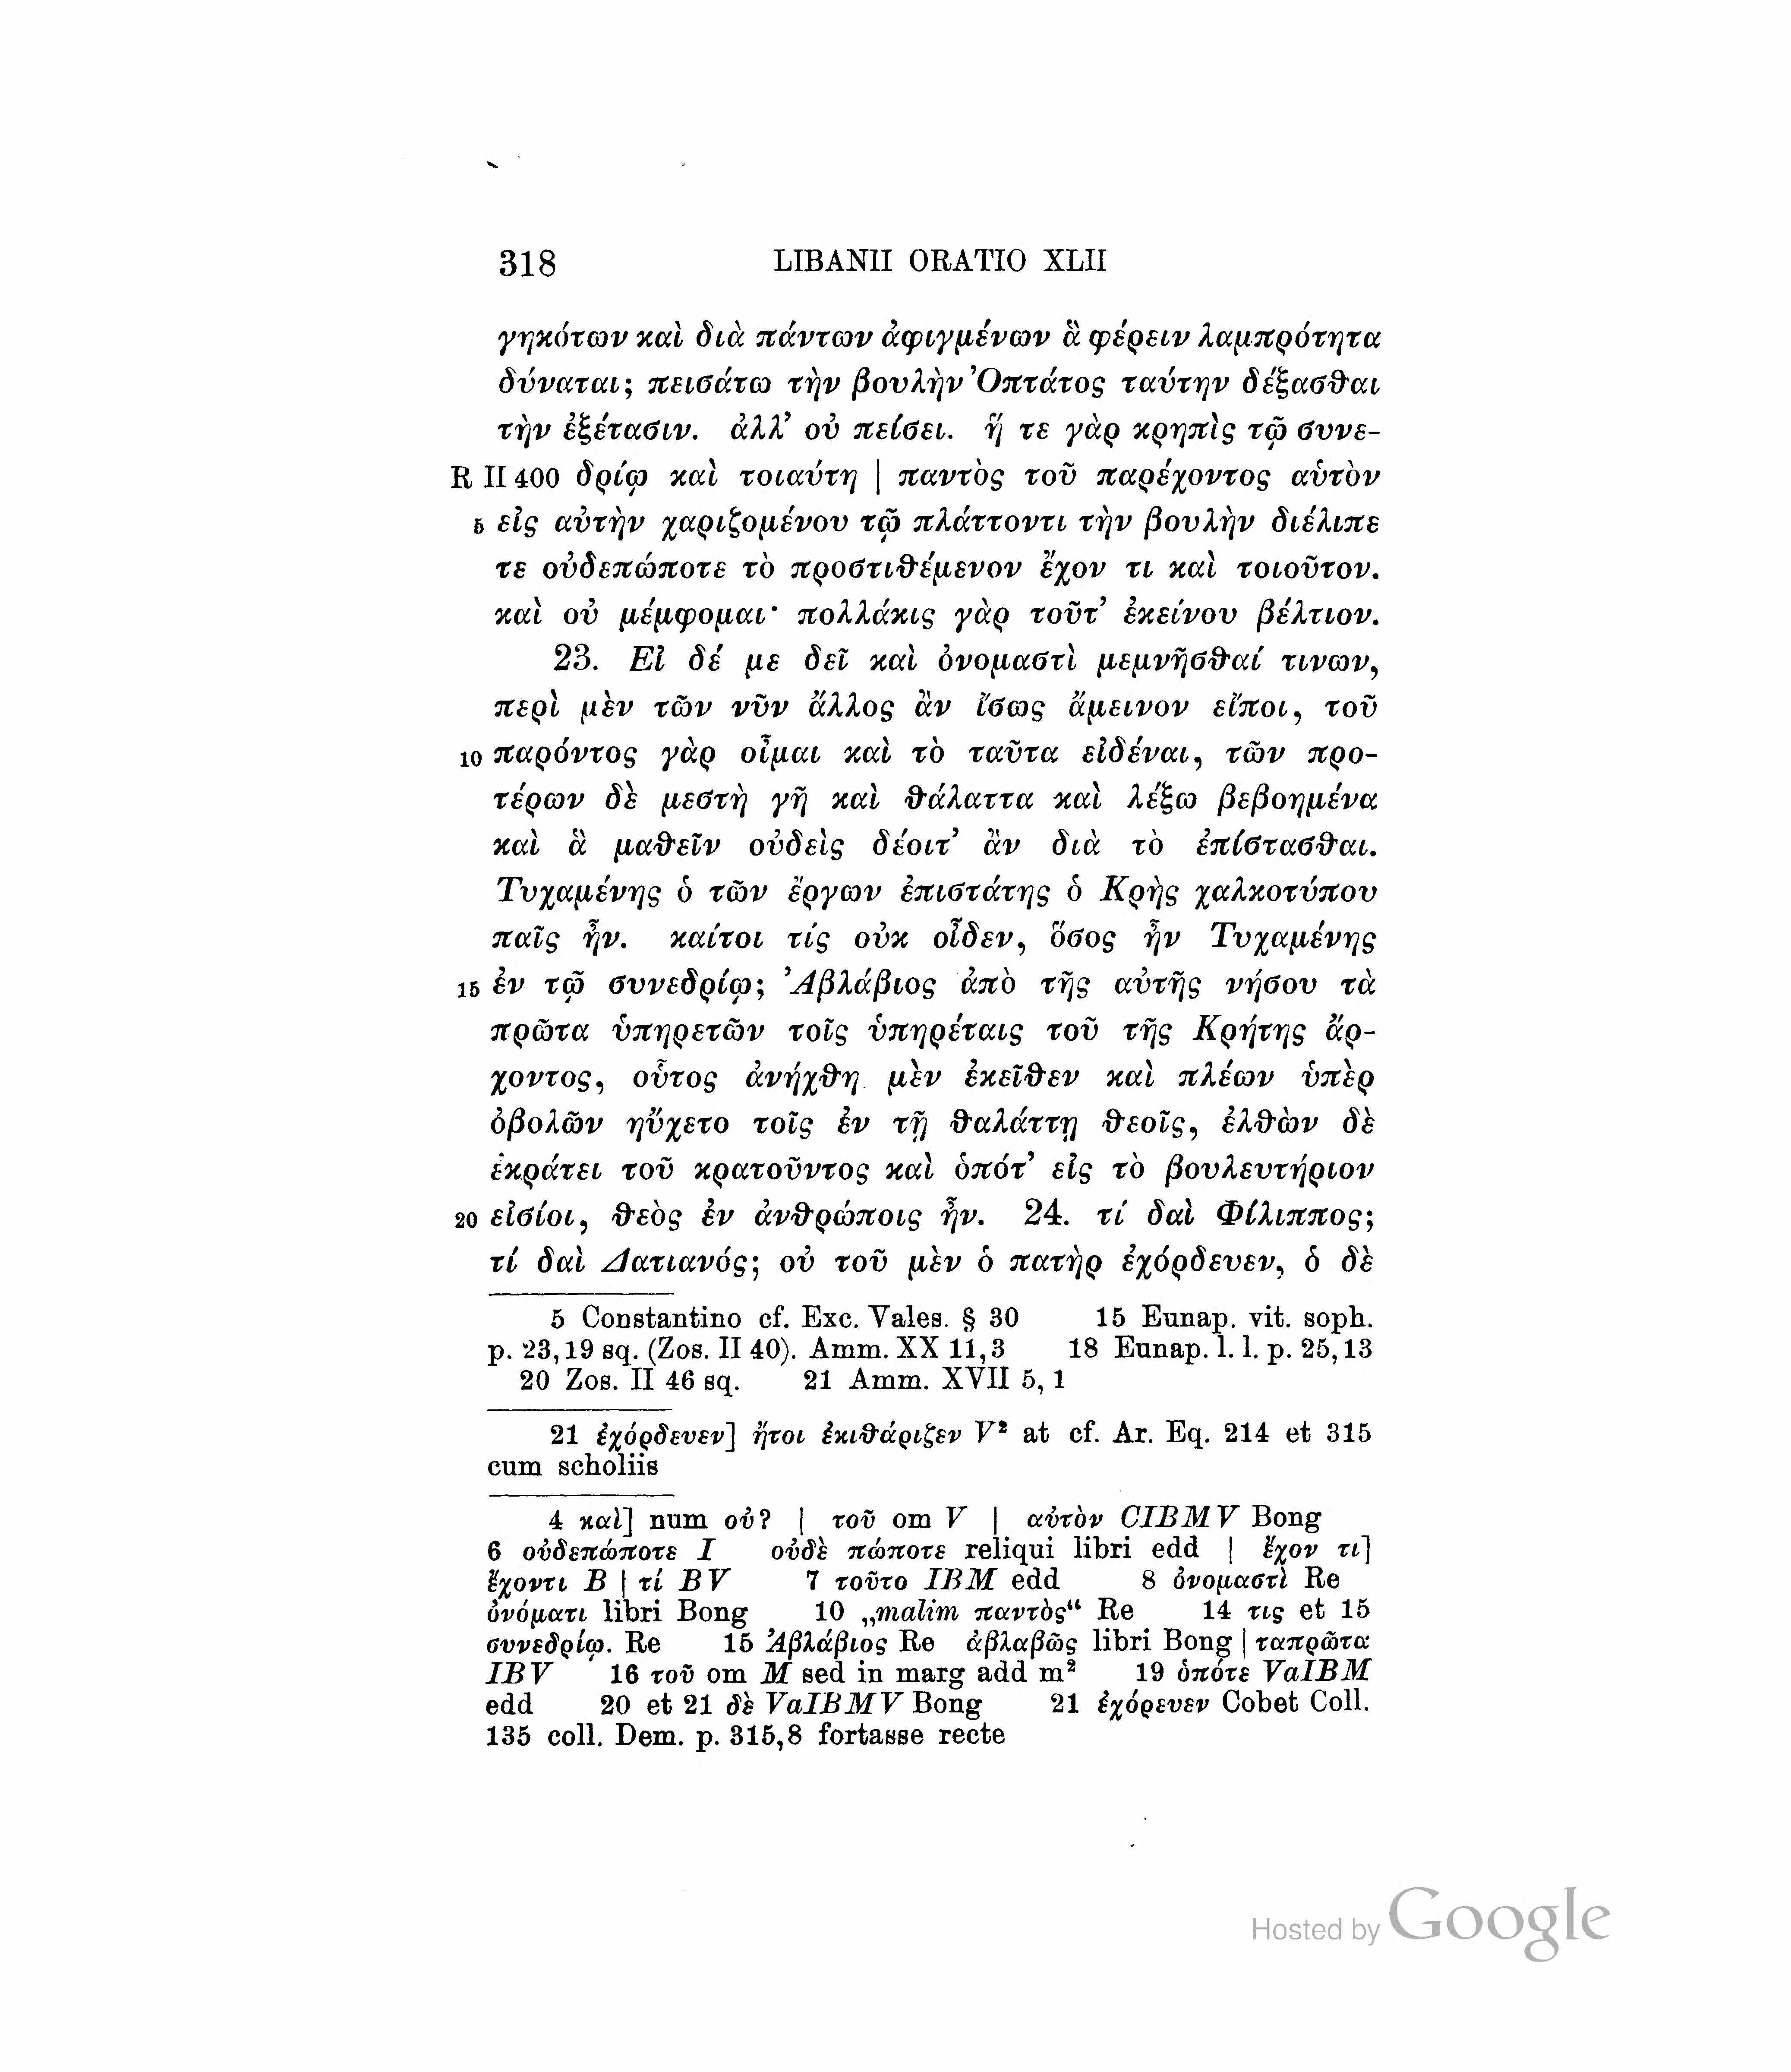 318 LIBANII ORATIO XLII
γηκότων καὶ διὰ πάντων ἀφιγμένων ἃ φέρειν λαμπρότητα
δύναται; πεισάτω τὴν βουλὴν Ὀπτάτος ταύτην δέξασθαι
τὴν ἐξέτασιν. ἀλλ’ οὐ πείσει. ἥ τε γὰρ κρηπὶς τῷ συνε-
R II 400 δρίῳ καὶ τοιαύτη | παντὸς τοῦ παρέχοντος αὑτὸν
5 εἰς αὐτὴν χαριζομένου τῷ πλάττοντι τὴν βουλὴν διέλιπε
τε οὐδεπώποτε τὸ προστιθέμενον ἔχον τι καὶ τοιοῦτον.
καὶ οὐ μέμφομαι· πολλάκις γὰρ τοῦτ’ ἐκείνου βέλτιον.
23. Εἰ δέ με δεῖ καὶ ὀνομαστὶ μεμνῆσθαί τινων,
περὶ μὲν τῶν νῦν ἄλλος ἂν ἴσως ἄμεινον εἴποι, τοῦ
10 παρόντος γὰρ οἶμαι καὶ τὸ ταῦτα εἰδέναι, τῶν προ-
τέρων δὲ μεστὴ γῆ καὶ θάλαττα καὶ λέξω βεβοημένα
καὶ ἃ μαθεῖν οὐδεὶς δέοιτ’ ἂν διὰ τὸ ἐπίστασθαι.
Τυχαμένης ὁ τῶν ἔργων ἐπιστάτης ὁ Κρὴς χαλκοτύπου
παῖς ἦν. καίτοι τίς οὐκ οἶδεν, ὅσος ἦν Τυχαμένης
15 ἐν τῷ συνεδρίῳ; Ἀβλάβιος ἀπὸ τῆς αὐτῆς νήσου τὰ
πρῶτα ὑπηρετῶν τοῖς ὑπηρέταις τοῦ τῆς Κρήτης ἄρ-
χοντος, οὗτος ἀνήχθη μὲν ἐκεῖθεν καὶ πλέων ὑπὲρ
ὀβολῶν ηὔχετο τοῖς ἐν τῇ θαλάττῃ θεοῖς, ἐλθὼν δὲ
ἐκράτει τοῦ κρατοῦντος καὶ ὁπότ’ εἰς τὸ βουλευτήριον
20 εἰσίοι, θεὸς ἐν ἀνθρώποις ἦν. 24. τί δαὶ Φίλιππος;
τί δαὶ Δατιανός; οὐ τοῦ μὲν ὁ πατὴρ ἐχόρδευεν, ὁ δὲ
5 Constantino cf. Exc. Vales. § 30 15 Eunap. vit. soph.
p. 23,19 sq. (Zos. II 40). Amm. XX 11,3 18 Eunap. l. l. p. 25,13
20 Zos. II 46 sq. 21 Amm. XVII 5, 1
21 ἐχόρδευεν] ἤτοι ἐκιθάριζεν V² at cf. Ar. Eq. 214 et 315
cum scholiis
4 καὶ] num οὐ? | τοῦ om V | αὐτὸν CIBMV Bong
6 οὐδεπώποτε I οὐδὲ πώποτε reliqui libri edd | ἔχον τι]
ἔχοντι B | τί BV 7 τοῦτο IBM edd 8 ὀνομαστὶ Re
ὀνόματι libri Bong 10 „malim παντὸς“ Re 14 τις et 15
συνεδρίῳ. Re 15 Ἀβλάβιος Re ἀβλαβῶς libri Bong | ταπρῶτα
IBV 16 τοῦ om M sed in marg add m² 19 ὁπότε VaIBM
edd 20 et 21 δὲ VaIBMV Bong 21 ἐχόρευεν Cobet Coll.
135 coll. Dem. p. 315,8 fortasse recte
Hosted by Google